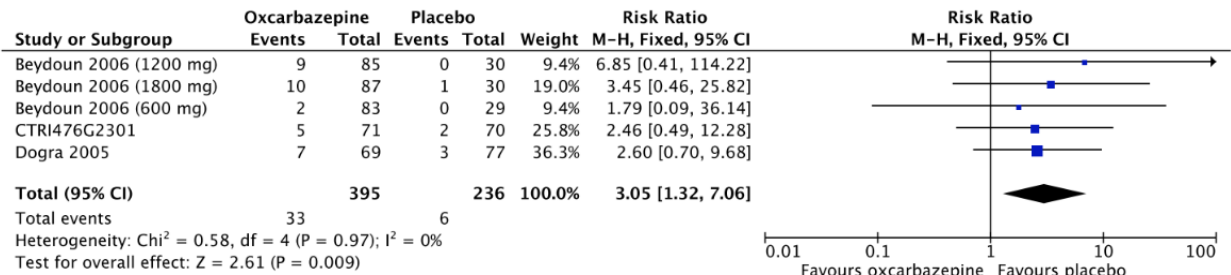 Oxcarbazepine Placebo Risk Ratio Risk Ratio
Study or Subgroup Events Total Events Total Weight M-H, Fixed, 95% CI M-H, Fixed, 95% CI
Beydoun 2006 (1200 mg) 9 85 0 30 9.4% 6.85 [0.41, 114.22]
Beydoun 2006 (1800 mg) 10 87 1 30 19.0% 3.45 [0.46, 25.82]
Beydoun 2006 (600 mg) 2 83 0 29 9.4% 1.79 [0.09, 36.14]
CTRI476G2301 5 71 2 70 25.8% 2.46 [0.49, 12.28]
Dogra 2005 7 69 3 77 36.3% 2.60 [0.70, 9.68]
Total (95% CI) 395 236 100.0% 3.05 [1.32, 7.06]
Total events 33 6
Heterogeneity: Chi² = 0.58, df = 4 (P = 0.97); I² = 0%
Test for overall effect: Z = 2.61 (P = 0.009)
0.01 0.1 1 10 100
Favours oxcarbazepine Favours placebo